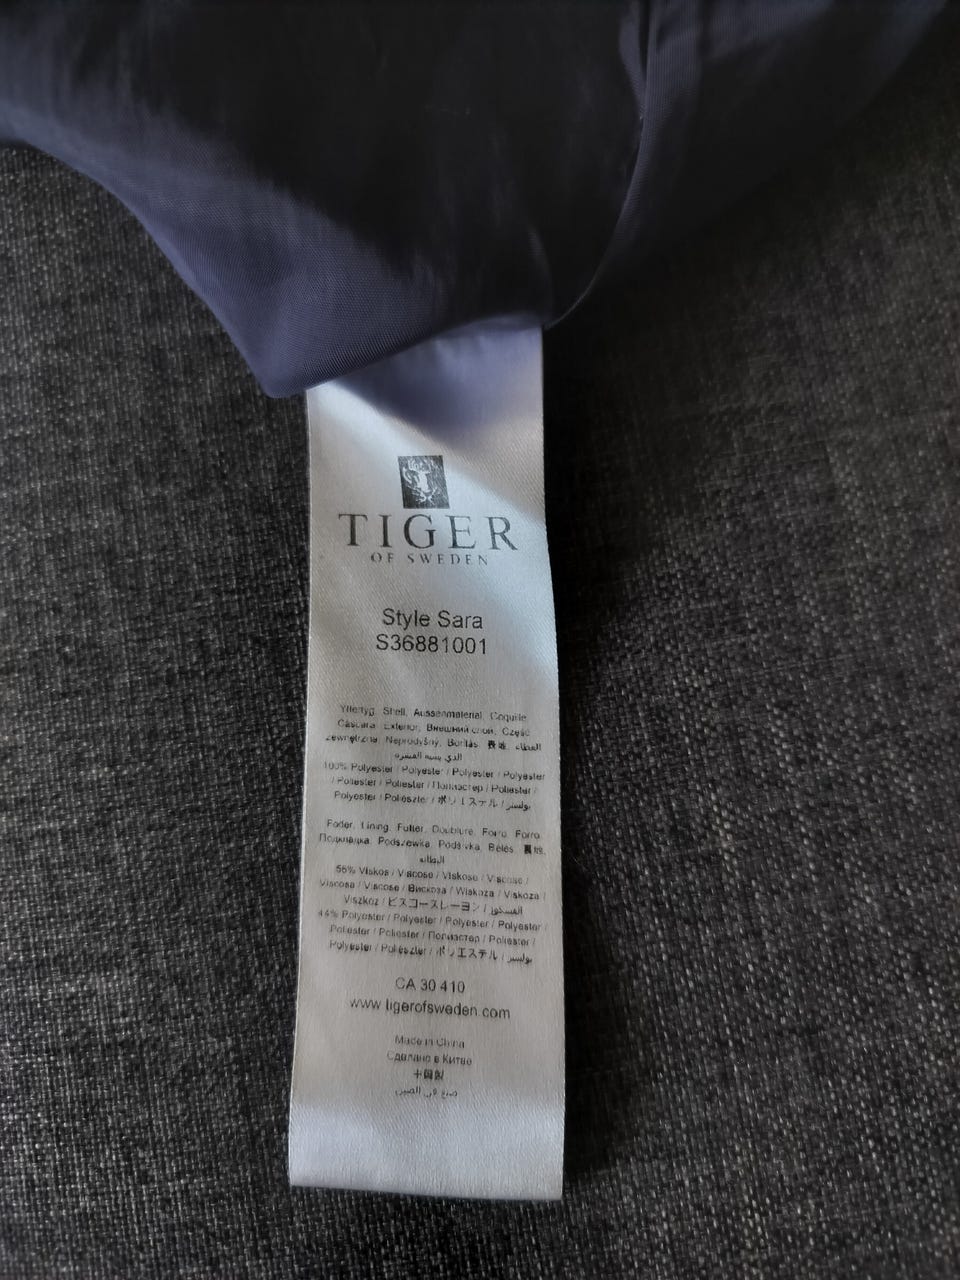 TIGER
OF SWEDEN
Style Sara
S36881001
Yttertyg, Shell, Aussenmaterial, Coquille,
Cáscara, Exterior, Внешний слой, Część
zewnętrzna, Neprodyšný, Borítás, 表地, الغطاء
الذي يشبه القشرة
100% Polyester / Polyester / Polyester / Polyester
/ Poliester / Poliestere / Полиэстер / Poliester /
Polyester / Poliészter / ポリエステル / بوليستر
Foder, Lining, Futter, Doublure, Forro, Forro,
Подкладка, Podszewka, Podšívka, Bélés, 裏地,
البطانة
56% Viskos / Viscose / Viskose / Viscose /
Viscosa / Viscose / Вискоза / Wiskoza / Viskoza /
Viszkóz / ビスコースレーヨン / الفسكوز
44% Polyester / Polyester / Polyester / Polyester /
Poliester / Poliester / Полиэстер / Poliester /
Polyester / Poliészter / ポリエステル / بوليستر
CA 30 410
www.tigerofsweden.com
Made in China
Сделано в Китае
中国製
صنع في الصين